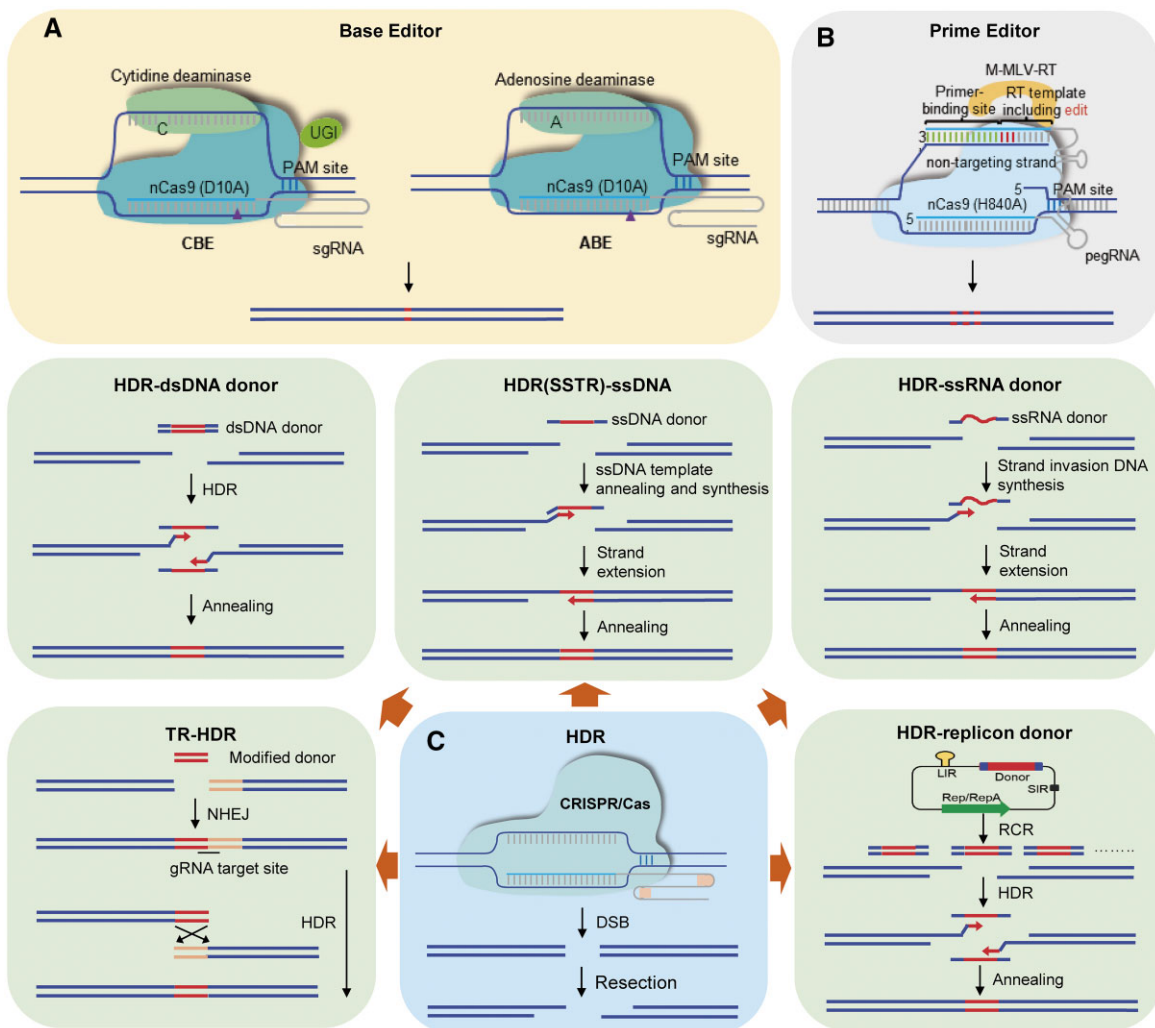 A
Base Editor
Cytidine deaminase
C
UGI
PAM site
nCas9 (D10A)
CBE
sgRNA
Adenosine deaminase
A
PAM site
nCas9 (D10A)
ABE
sgRNA
B
Prime Editor
M-MLV-RT
Primer-
binding site
RT template
including edit
3
non-targeting strand
5
PAM site
nCas9 (H840A)
5
pegRNA
HDR-dsDNA donor
dsDNA donor
HDR
Annealing
HDR(SSTR)-ssDNA
ssDNA donor
ssDNA template
annealing and synthesis
Strand
extension
Annealing
HDR-ssRNA donor
ssRNA donor
Strand invasion DNA
synthesis
Strand
extension
Annealing
TR-HDR
Modified donor
NHEJ
gRNA target site
HDR
C
HDR
CRISPR/Cas
DSB
Resection
HDR-replicon donor
LIR
Donor
SIR
Rep/RepA
RCR
........
HDR
Annealing